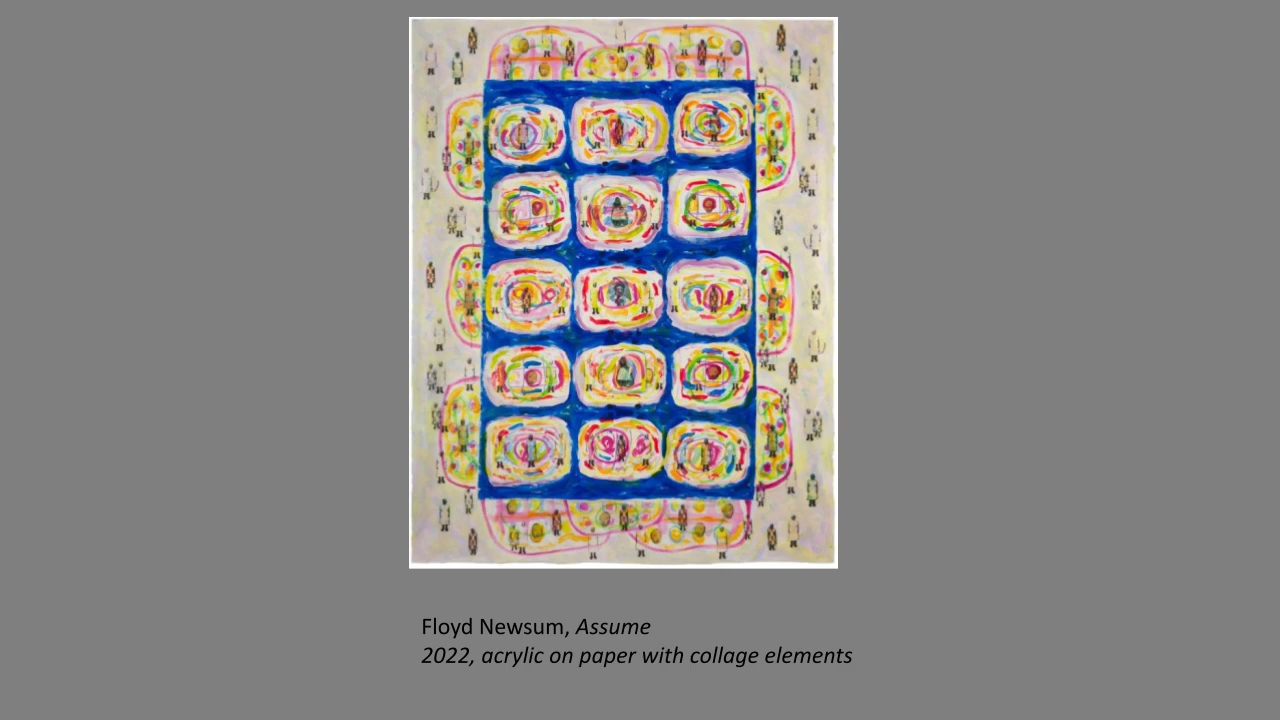 Floyd Newsum, Assume
2022, acrylic on paper with collage elements